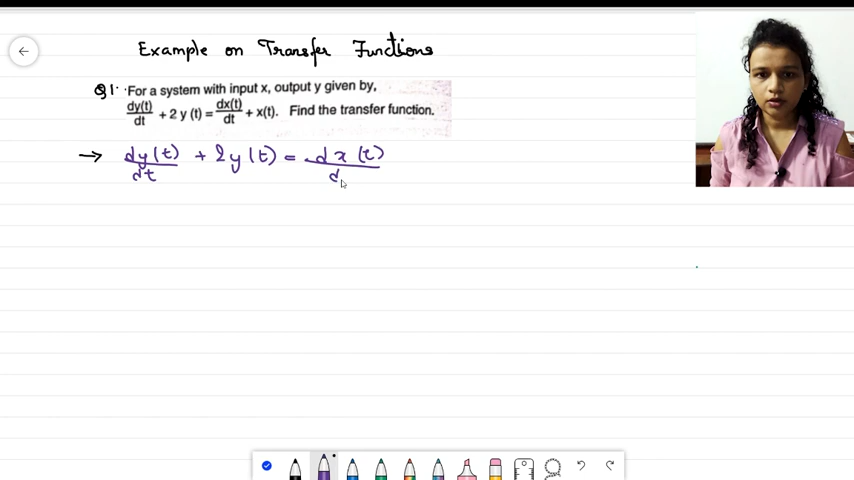 Example on Transfer Functions
Q1. For a system with input x, output y given by,
dy(t)/dt + 2 y (t) = dx(t)/dt + x(t). Find the transfer function.
→ dy(t)/dt + 2y(t) = dx(t)/d